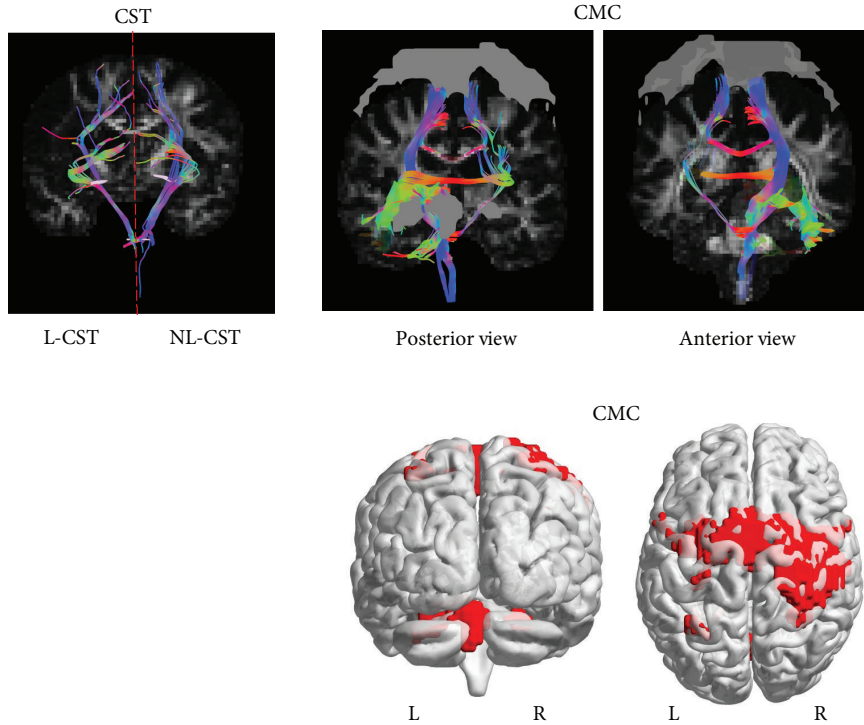 CST
CMC
L-CST
NL-CST
Posterior view
Anterior view
CMC
L
R
L
R